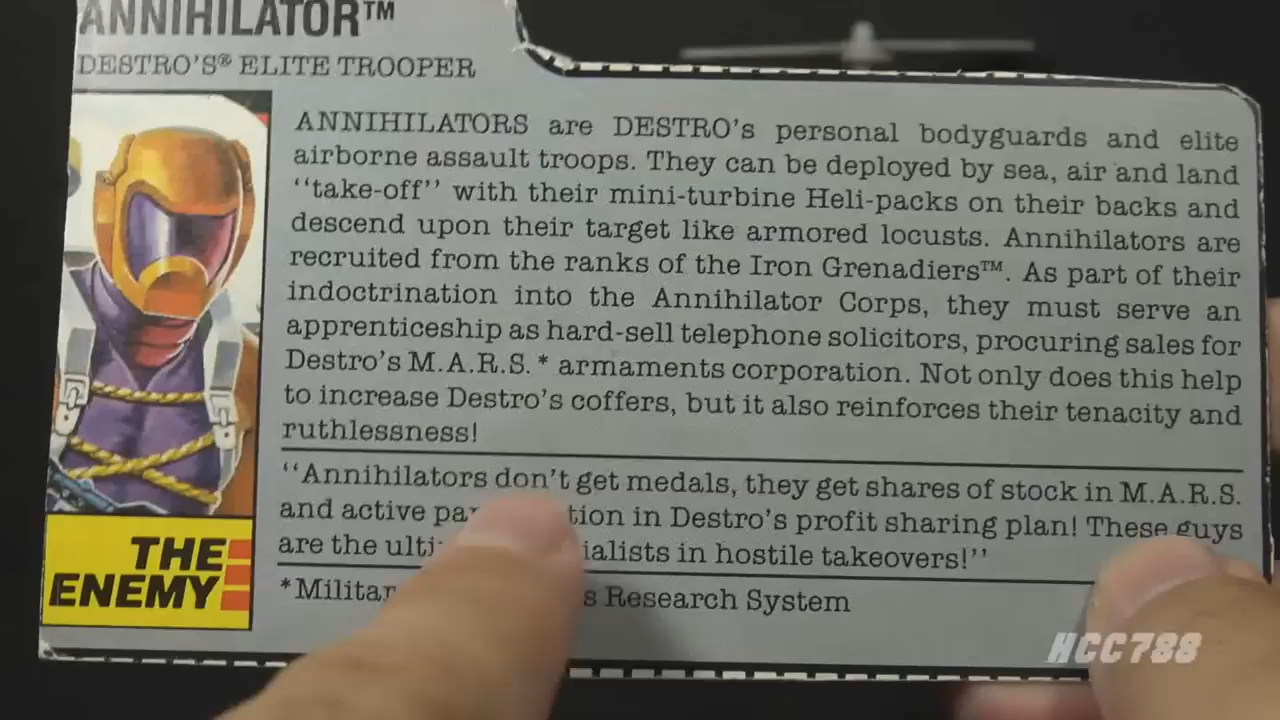 ANNIHILATOR™
DESTRO'S® ELITE TROOPER
ANNIHILATORS are DESTRO's personal bodyguards and elite
airborne assault troops. They can be deployed by sea, air and land
"take-off" with their mini-turbine Heli-packs on their backs and
descend upon their target like armored locusts. Annihilators are
recruited from the ranks of the Iron Grenadiers™. As part of their
indoctrination into the Annihilator Corps, they must serve an
apprenticeship as hard-sell telephone solicitors, procuring sales for
Destro's M.A.R.S.* armaments corporation. Not only does this help
to increase Destro's coffers, but it also reinforces their tenacity and
ruthlessness!
"Annihilators don't get medals, they get shares of stock in M.A.R.S.
and active pa tion in Destro's profit sharing plan! These guys
are the ulti ialists in hostile takeovers!"
*Militar s Research System
THE
ENEMY
HCC788